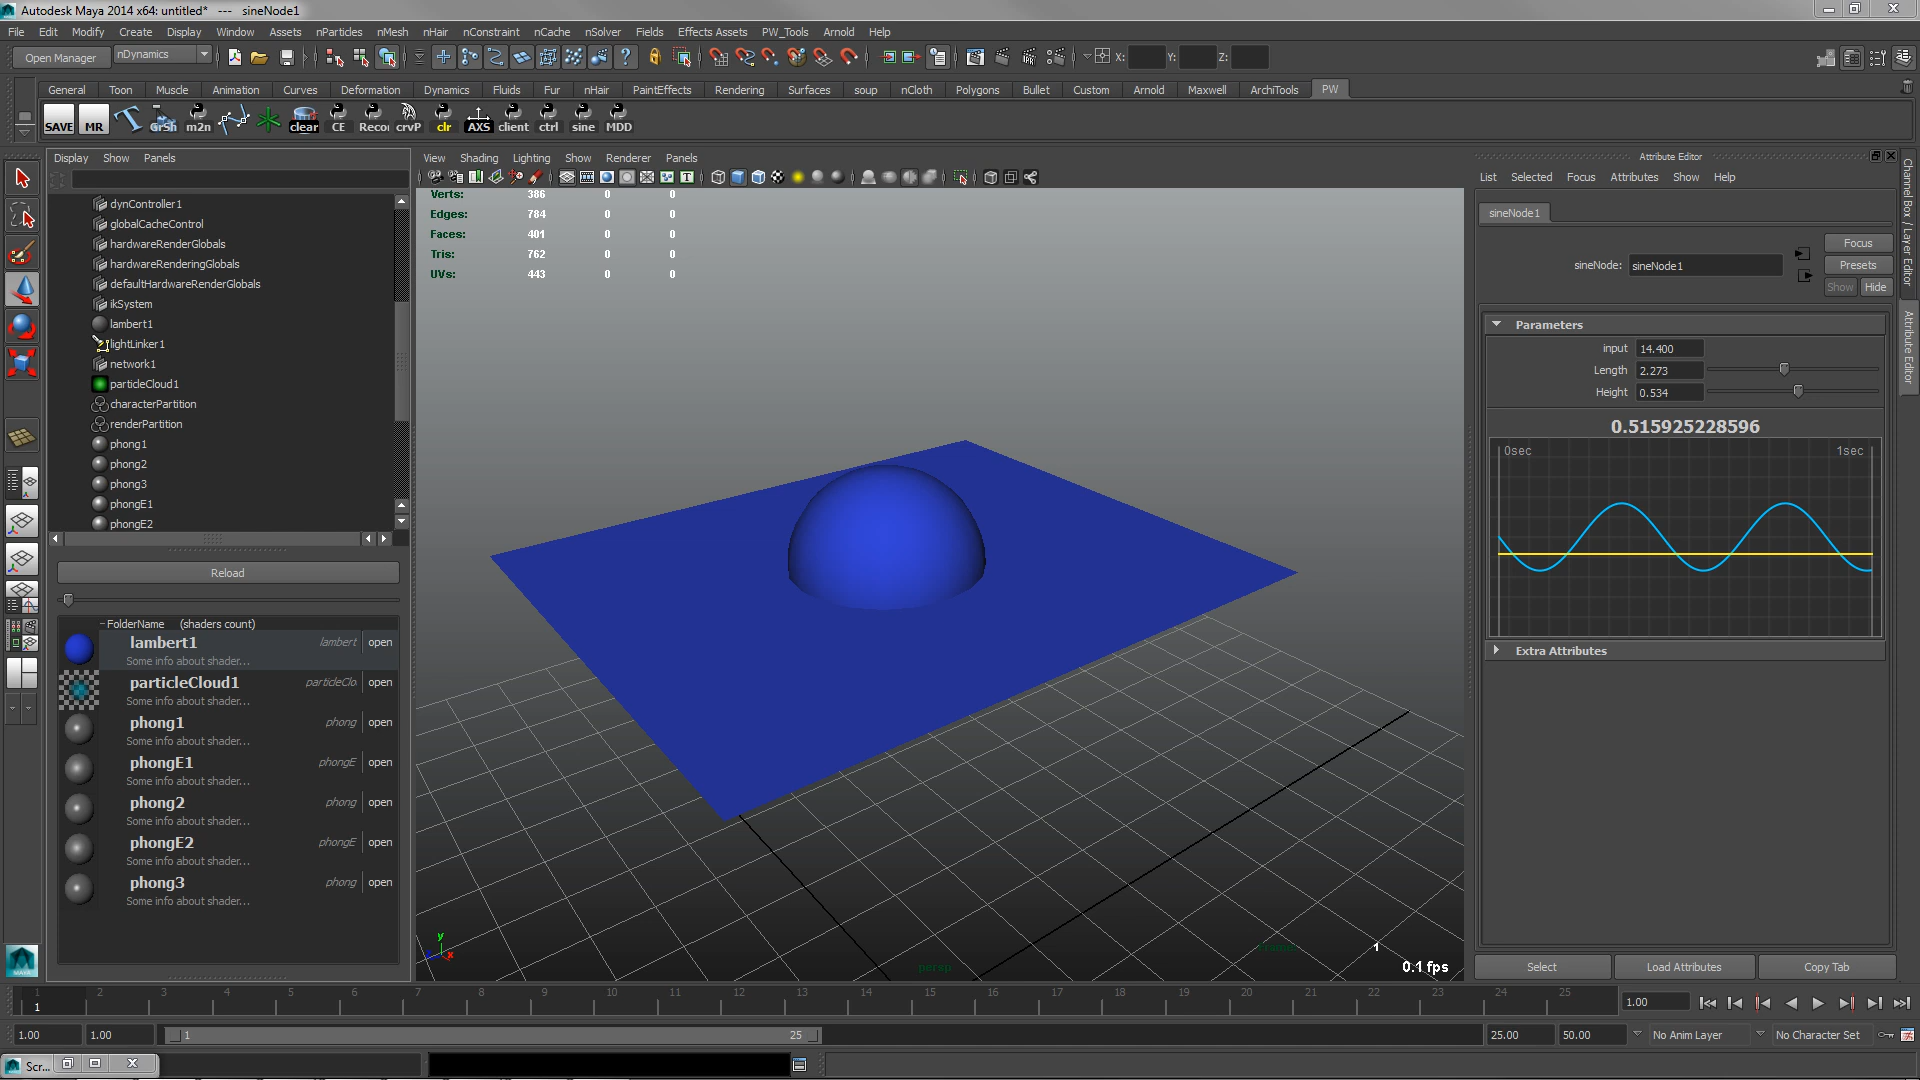 Autodesk Maya 2014 x64: untitled*   ---   sineNode1
File Edit Modify Create Display Window Assets nParticles nMesh nHair nConstraint nCache nSolver Fields Effects Assets PW_Tools Arnold Help
Open Manager nDynamics X: Y: Z:
General Toon Muscle Animation Curves Deformation Dynamics Fluids Fur nHair PaintEffects Rendering Surfaces soup nCloth Polygons Bullet Custom Arnold Maxwell ArchiTools PW
SAVE MR GrSh m2n clear CE Reco crvP clr AXS client ctrl sine MDD
Display Show Panels
dynController1
globalCacheControl
hardwareRenderGlobals
hardwareRenderingGlobals
defaultHardwareRenderGlobals
ikSystem
lambert1
lightLinker1
network1
particleCloud1
characterPartition
renderPartition
phong1
phong2
phong3
phongE1
phongE2
Reload
FolderName (shaders count)
lambert1 lambert open
Some info about shader...
particleCloud1 particleClo open
Some info about shader...
phong1 phong open
Some info about shader...
phongE1 phongE open
Some info about shader...
phong2 phong open
Some info about shader...
phongE2 phongE open
Some info about shader...
phong3 phong open
Some info about shader...
View Shading Lighting Show Renderer Panels
Verts: 386 0 0
Edges: 784 0 0
Faces: 401 0 0
Tris: 762 0 0
UVs: 443 0 0
y
x
persp
1
0.1 fps
Attribute Editor
List Selected Focus Attributes Show Help
sineNode1
sineNode: sineNode1
Focus
Presets
Show Hide
Parameters
input 14.400
Length 2.273
Height 0.534
0.515925228596
0sec 1sec
Extra Attributes
Select Load Attributes Copy Tab
Channel Box / Layer Editor
Attribute Editor
1 2 3 4 5 6 7 8 9 10 11 12 13 14 15 16 17 18 19 20 21 22 23 24 25
1
1.00
1.00 1.00 1 25 25.00 50.00 No Anim Layer No Character Set
Scr...